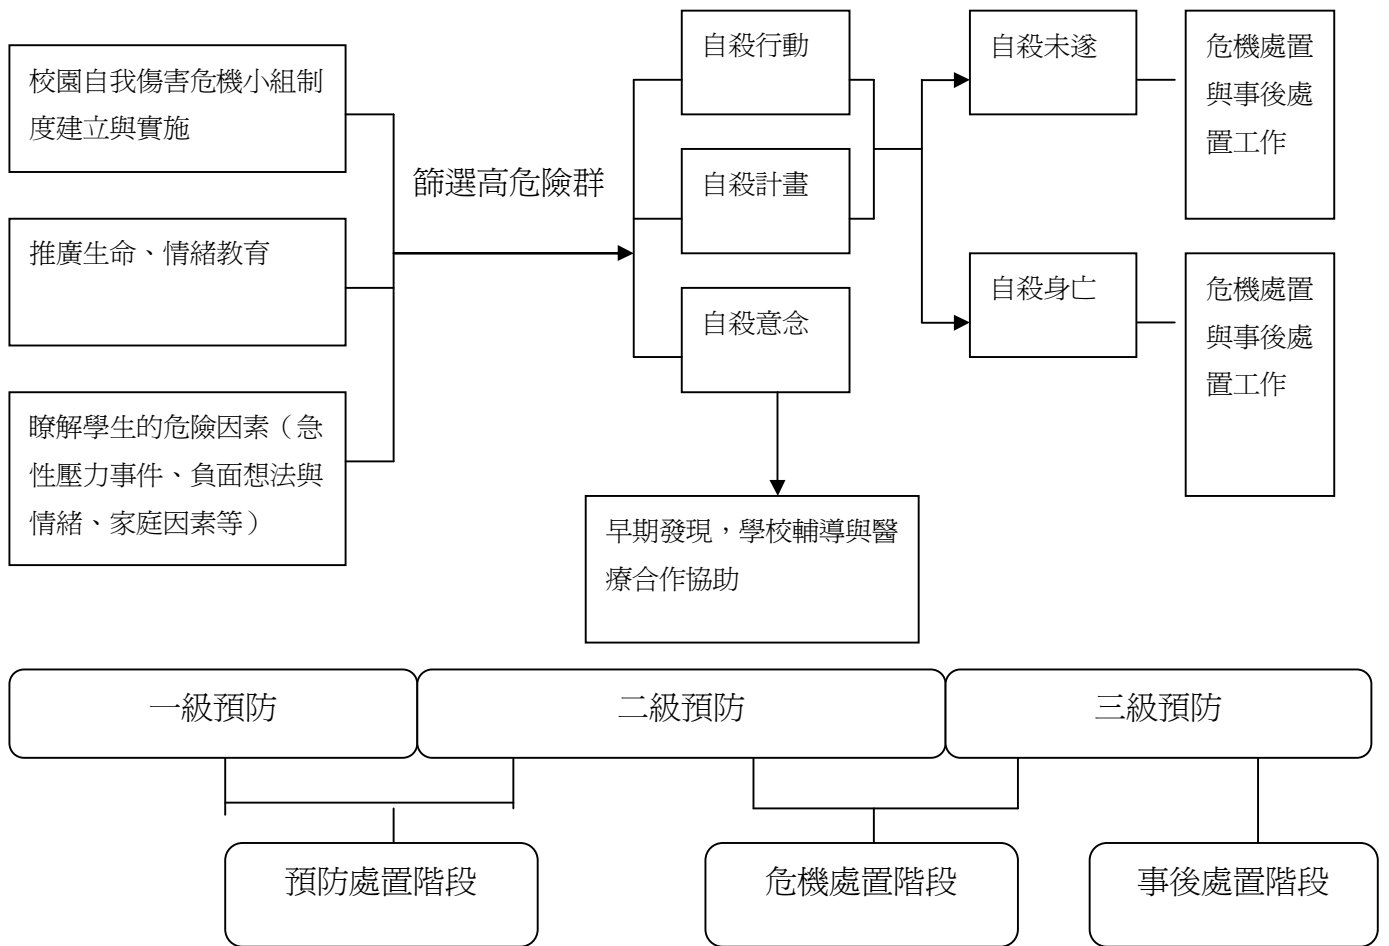 校園自我傷害危機小組制
度建立與實施
推廣生命、情緒教育
瞭解學生的危險因素（急
性壓力事件、負面想法與
情緒、家庭因素等）
篩選高危險群
自殺行動
自殺計畫
自殺意念
早期發現，學校輔導與醫
療合作協助
自殺未遂
自殺身亡
危機處置
與事後處
置工作
危機處置
與事後處
置工作
一級預防
二級預防
三級預防
預防處置階段
危機處置階段
事後處置階段